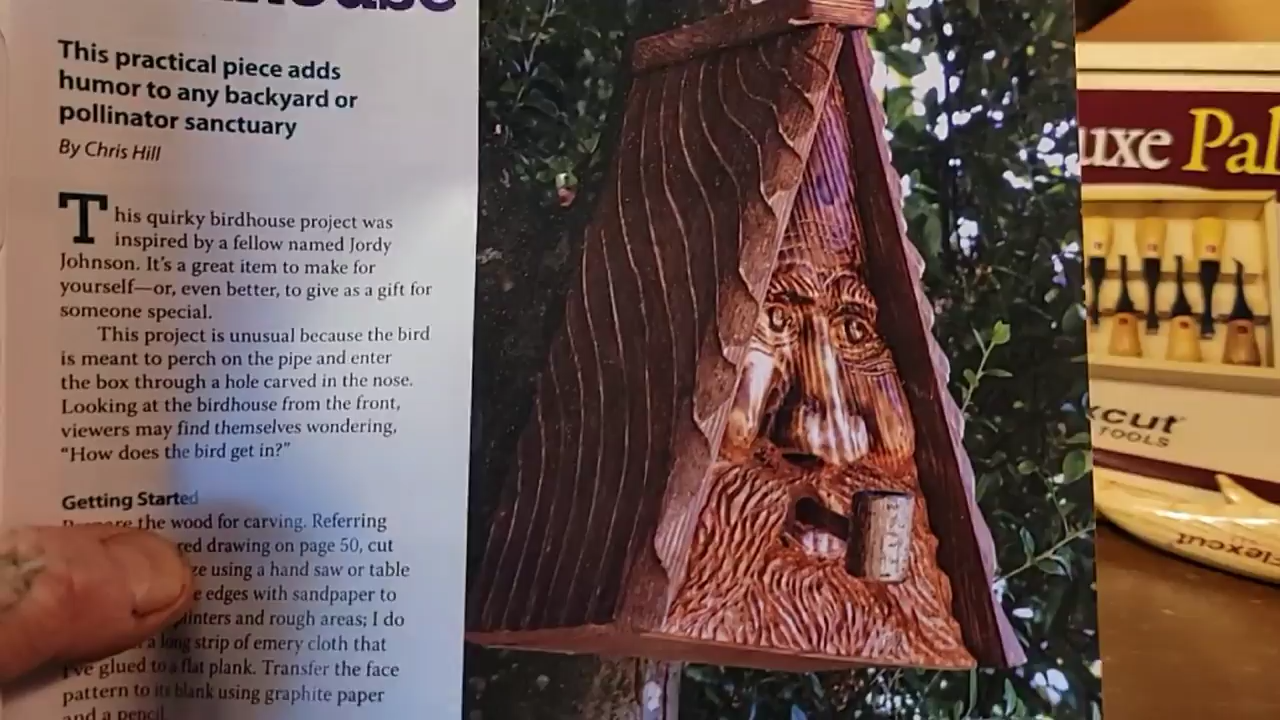 This practical piece adds
humor to any backyard or
pollinator sanctuary
By Chris Hill
This quirky birdhouse project was
inspired by a fellow named Jordy
Johnson. It's a great item to make for
yourself—or, even better, to give as a gift for
someone special.
This project is unusual because the bird
is meant to perch on the pipe and enter
the box through a hole carved in the nose.
Looking at the birdhouse from the front,
viewers may find themselves wondering,
"How does the bird get in?"
Getting Started
the wood for carving. Referring
drawing on page 50, cut
using a hand saw or table
edges with sandpaper to
and rough areas; I do
a long strip of emery cloth that
I've glued to a flat plank. Transfer the face
pattern to its blank using graphite paper
and a pencil
uxe Pal
xcut
TOOLS
flexcut